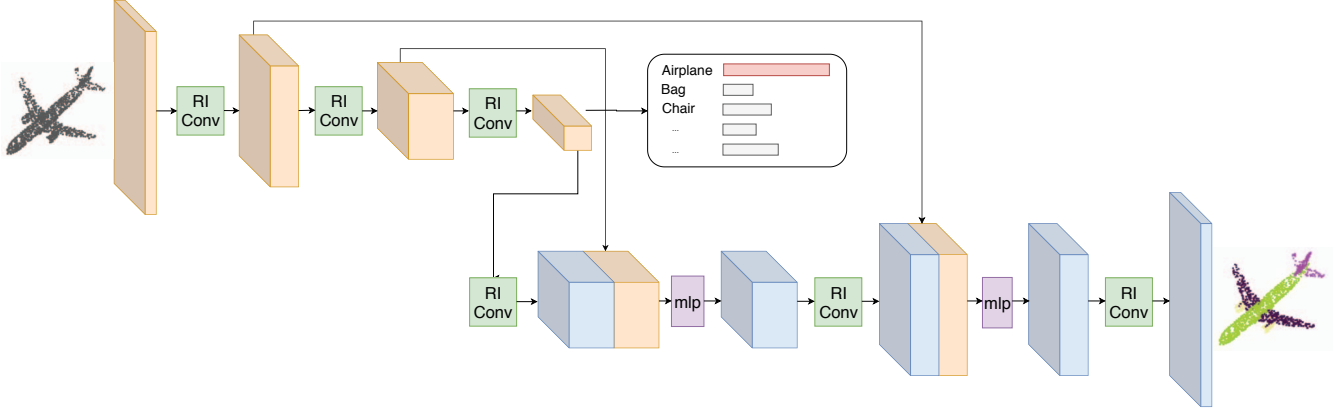 RI
Conv
RI
Conv
RI
Conv
Airplane
Bag
Chair
...
...
RI
Conv
mlp
RI
Conv
mlp
RI
Conv